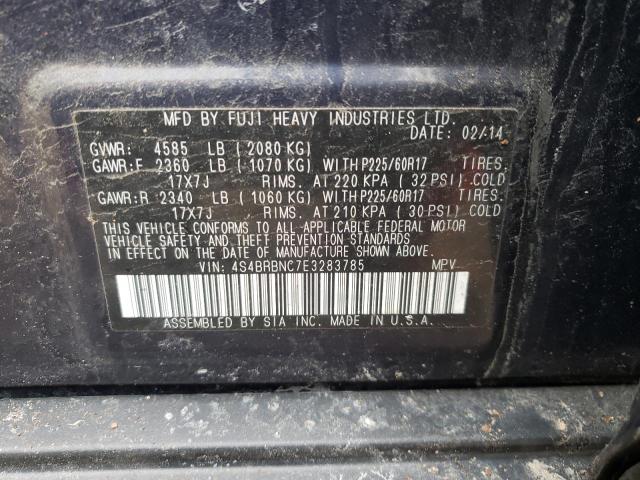 MFD BY FUJI HEAVY INDUSTRIES LTD.
DATE: 02/14
GVWR: 4585 LB (2080 KG)
GAWR:F 2360 LB (1070 KG) WITH P225/60R17 TIRES.
17X7J RIMS. AT 220 KPA (32 PSI) COLD
GAWR:R 2340 LB (1060 KG) WITH P225/60R17 TIRES.
17X7J RIMS. AT 210 KPA (30 PSI) COLD
THIS VEHICLE CONFORMS TO ALL APPLICABLE FEDERAL MOTOR
VEHICLE SAFETY AND THEFT PREVENTION STANDARDS
IN EFFECT ON THE DATE OF MANUFACTURE SHOWN ABOVE.
VIN: 4S4BRBNC7E3283785 MPV
ASSEMBLED BY SIA INC. MADE IN U.S.A.